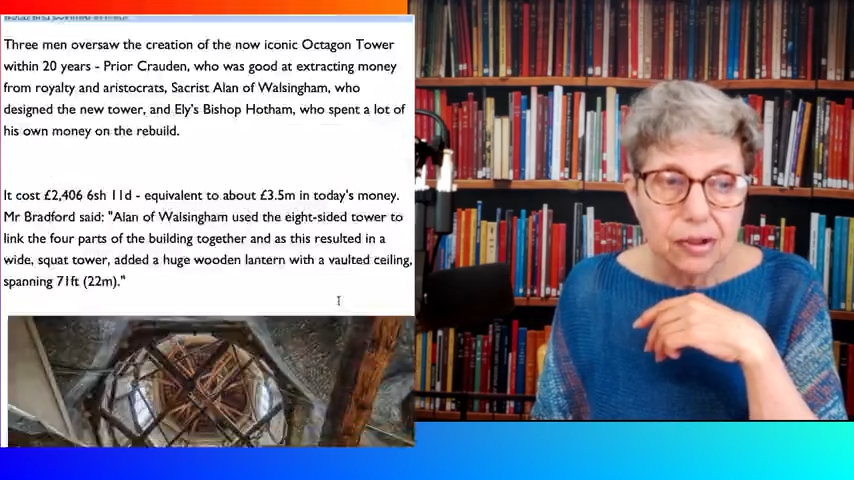 Three men oversaw the creation of the now iconic Octagon Tower
within 20 years - Prior Crauden, who was good at extracting money
from royalty and aristocrats, Sacrist Alan of Walsingham, who
designed the new tower, and Ely's Bishop Hotham, who spent a lot of
his own money on the rebuild.
It cost £2,406 6sh 11d - equivalent to about £3.5m in today's money.
Mr Bradford said: "Alan of Walsingham used the eight-sided tower to
link the four parts of the building together and as this resulted in a
wide, squat tower, added a huge wooden lantern with a vaulted ceiling,
spanning 71ft (22m)."